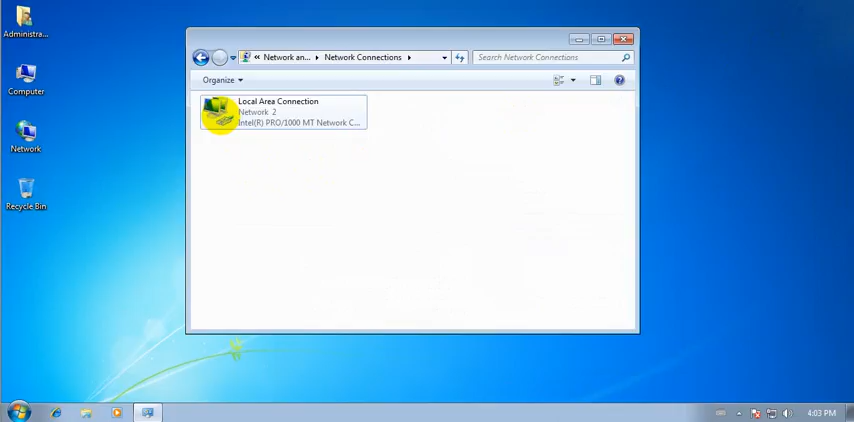 Administra...
Computer
Network
Recycle Bin
« Network an... Network Connections
Search Network Connections
Organize
Local Area Connection
Network 2
Intel(R) PRO/1000 MT Network C...
4:03 PM